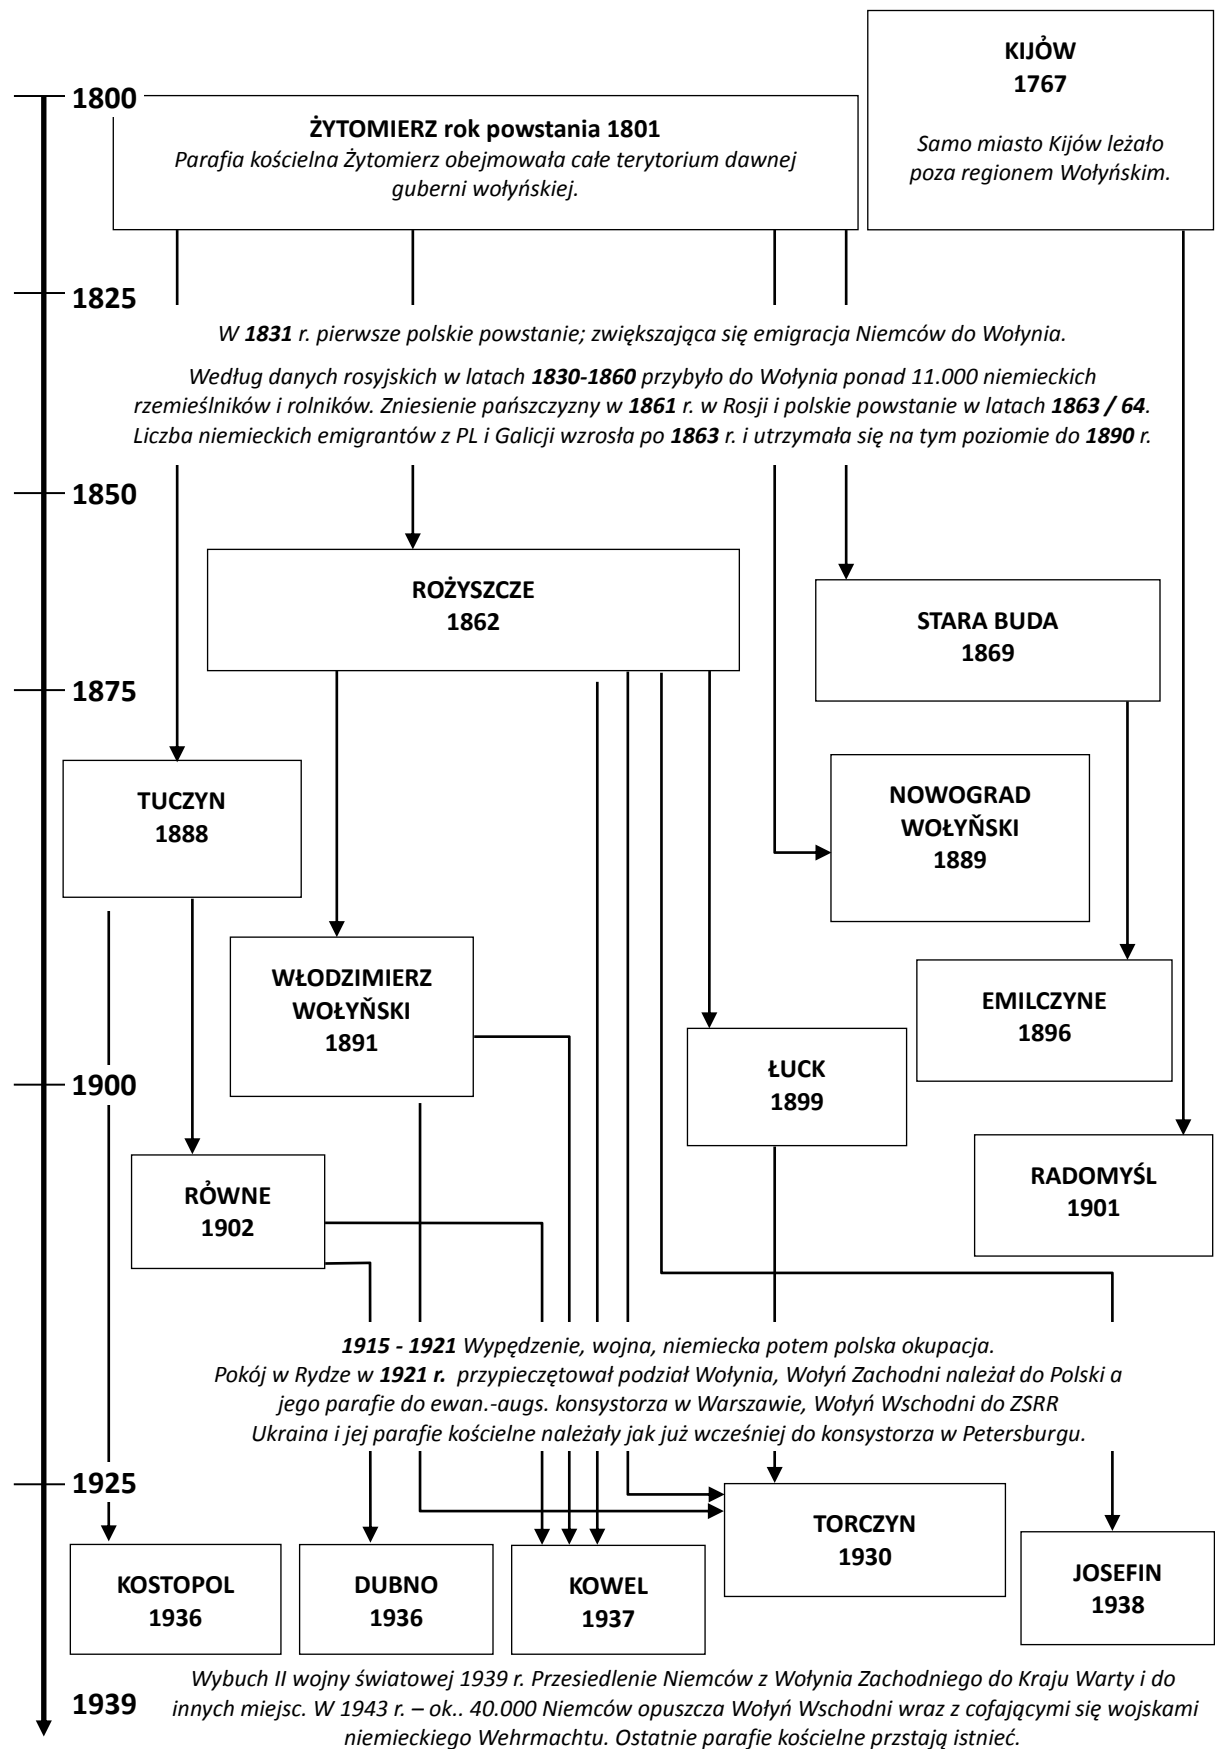 KIJỎW
1767
Samo miasto Kijów leżało
poza regionem Wołyńskim.
1800
ŻYTOMIERZ rok powstania 1801
Parafia kościelna Żytomierz obejmowała całe terytorium dawnej
guberni wołyńskiej.
1825
W 1831 r. pierwsze polskie powstanie; zwiększająca się emigracja Niemców do Wołynia.
Według danych rosyjskich w latach 1830-1860 przybyło do Wołynia ponad 11.000 niemieckich
rzemieślników i rolników. Zniesienie pańszczyzny w 1861 r. w Rosji i polskie powstanie w latach 1863 / 64.
Liczba niemieckich emigrantów z PL i Galicji wzrosła po 1863 r. i utrzymała się na tym poziomie do 1890 r.
1850
ROŻYSZCZE
1862
STARA BUDA
1869
1875
TUCZYN
1888
NOWOGRAD
WOŁYŇSKI
1889
WŁODZIMIERZ
WOŁYŇSKI
1891
EMILCZYNE
1896
ŁUCK
1899
1900
RADOMYŚL
1901
RỎWNE
1902
1915 - 1921 Wypędzenie, wojna, niemiecka potem polska okupacja.
Pokój w Rydze w 1921 r. przypieczętował podział Wołynia, Wołyń Zachodni należał do Polski a
jego parafie do ewan.-augs. konsystorza w Warszawie, Wołyń Wschodni do ZSRR
Ukraina i jej parafie kościelne należały jak już wcześniej do konsystorza w Petersburgu.
1925
TORCZYN
1930
KOSTOPOL
1936
DUBNO
1936
KOWEL
1937
JOSEFIN
1938
1939
Wybuch II wojny światowej 1939 r. Przesiedlenie Niemców z Wołynia Zachodniego do Kraju Warty i do
innych miejsc. W 1943 r. – ok.. 40.000 Niemców opuszcza Wołyń Wschodni wraz z cofającymi się wojskami
niemieckiego Wehrmachtu. Ostatnie parafie kościelne przstają istnieć.